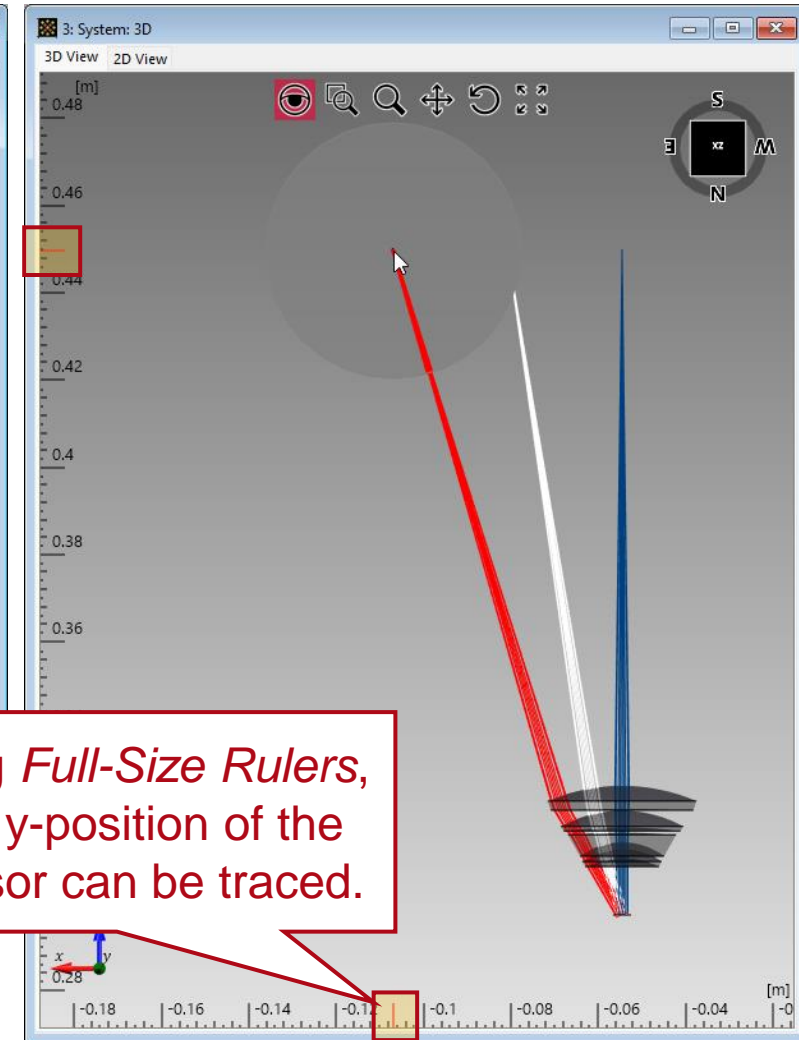 3: System: 3D
3D View 2D View
[m]
0.48
0.46
0.44
0.42
0.4
0.38
0.36
S
E XZ W
N
Full-Size Rulers,
y-position of the
can be traced.
x y
0.28
[m]
-0.18 -0.16 -0.14 -0.1 -0.08 -0.06 -0.04